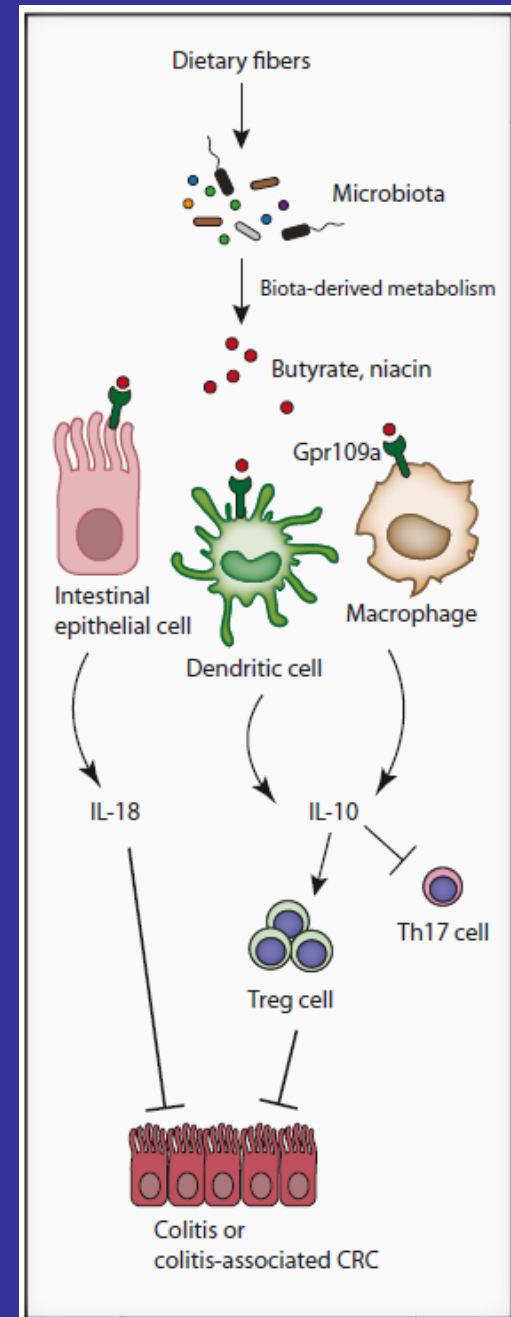 Dietary fibers
Microbiota
Biota-derived metabolism
Butyrate, niacin
Gpr109a
Intestinal
epithelial cell
Dendritic cell
Macrophage
IL-18
IL-10
Th17 cell
Treg cell
Colitis or
colitis-associated CRC